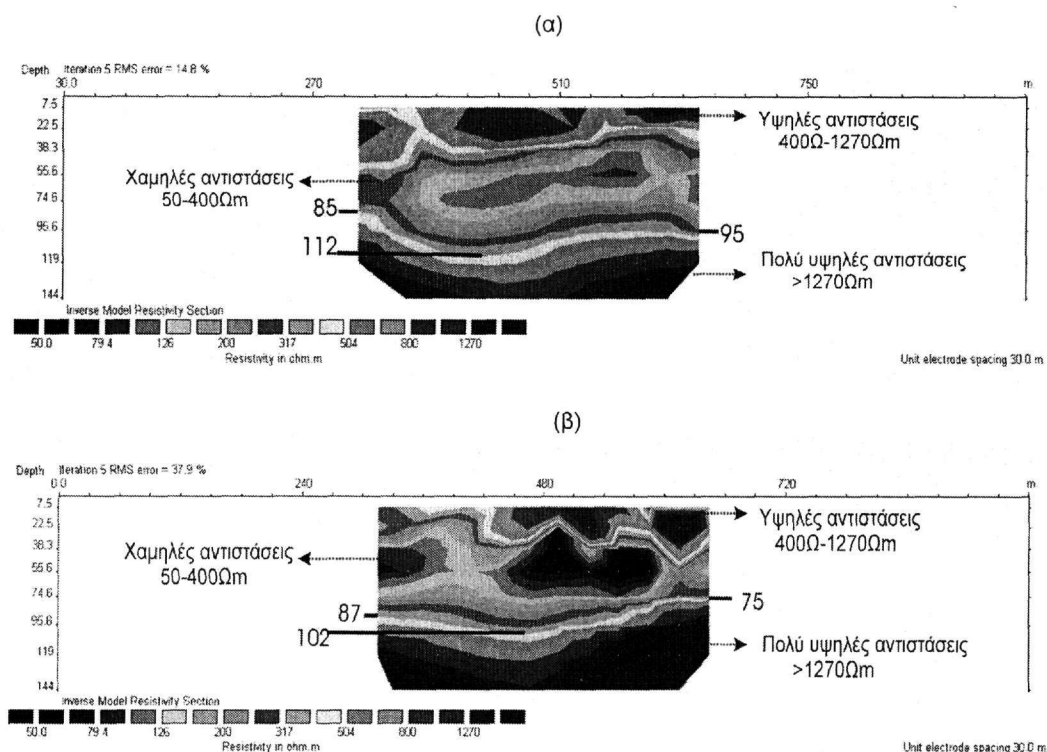 (α)
Depth Iteration 5 RMS error = 14.8 %
30.0 270 510 750 m
7.5
22.5
38.3
55.6
74.6
95.6
119
144
Υψηλές αντιστάσεις
400Ω-1270Ωm
Χαμηλές αντιστάσεις
50-400Ωm
85
112
95
Πολύ υψηλές αντιστάσεις
>1270Ωm
Inverse Model Resistivity Section
50.0 79.4 126 200 317 504 800 1270
Resistivity in ohm.m
Unit electrode spacing 30.0 m
(β)
Depth Iteration 5 RMS error = 37.9 %
0.0 240 480 720 m
7.5
22.5
38.3
55.6
74.6
95.6
119
144
Υψηλές αντιστάσεις
400Ω-1270Ωm
Χαμηλές αντιστάσεις
50-400Ωm
87
102
75
Πολύ υψηλές αντιστάσεις
>1270Ωm
Inverse Model Resistivity Section
50.0 79.4 126 200 317 504 800 1270
Resistivity in ohm.m
Unit electrode spacing 30.0 m